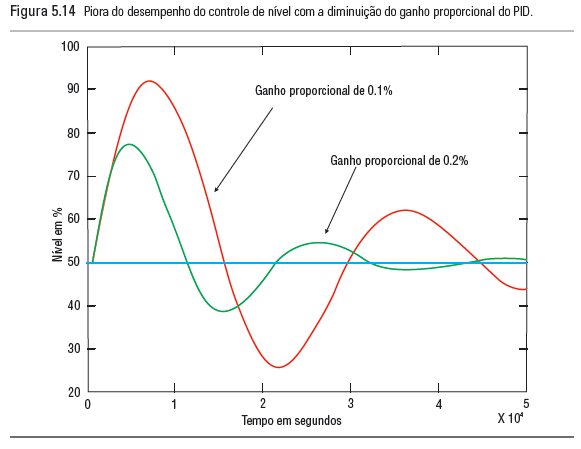 Figura 5.14 Piora do desempenho do controle de nível com a diminuição do ganho proporcional do PID.
100
90
80
70
60
50
40
30
20
Nível em %
Ganho proporcional de 0.1%
Ganho proporcional de 0.2%
0
1
2
3
4
5
Tempo em segundos
X 10⁴